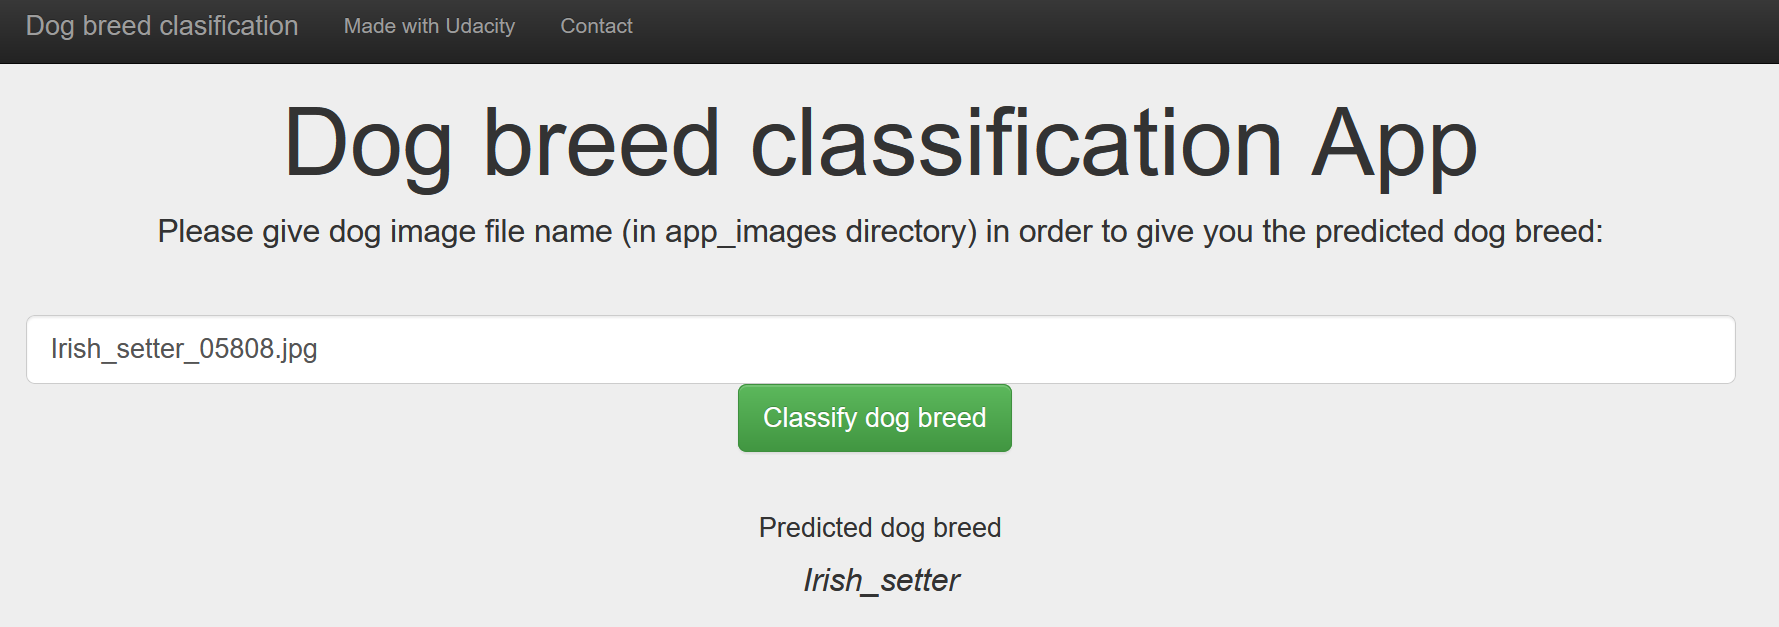 Dog breed clasification Made with Udacity Contact
Dog breed classification App
Please give dog image file name (in app_images directory) in order to give you the predicted dog breed:
Irish_setter_05808.jpg
Classify dog breed
Predicted dog breed
Irish_setter